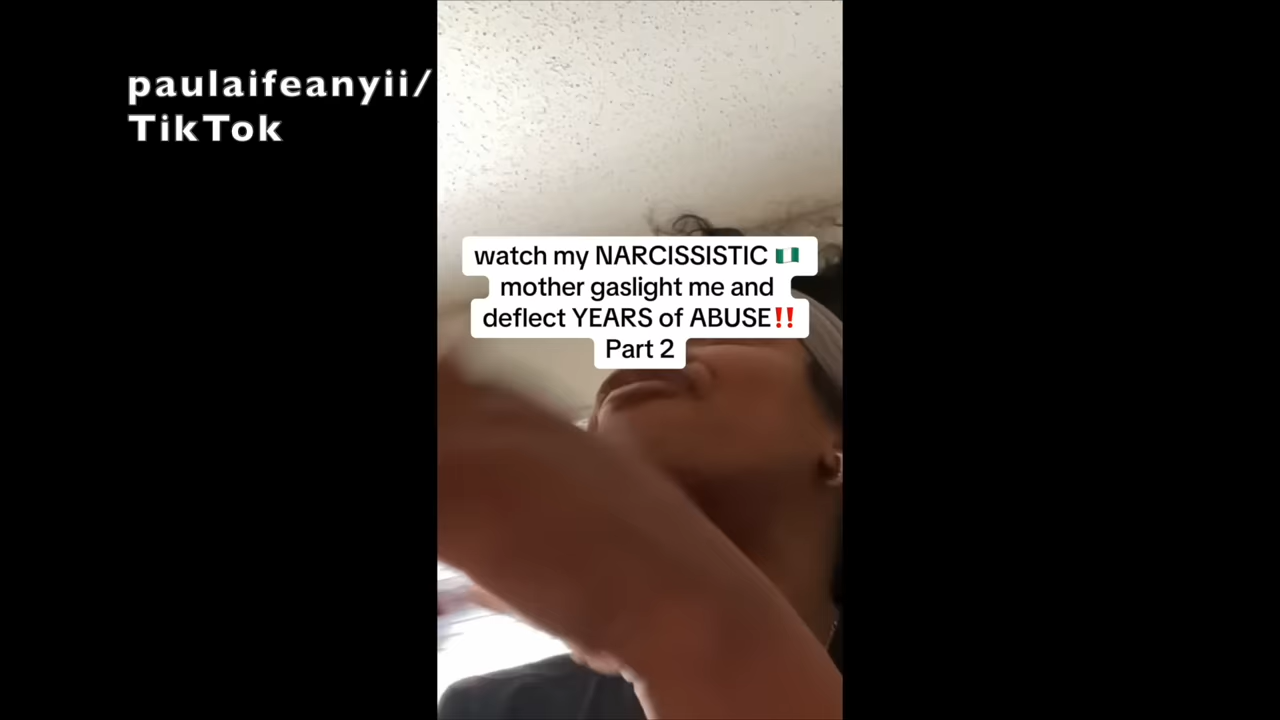 paulaifeanyii/
TikTok
watch my NARCISSISTIC 🇳🇬
mother gaslight me and
deflect YEARS of ABUSE‼️
Part 2